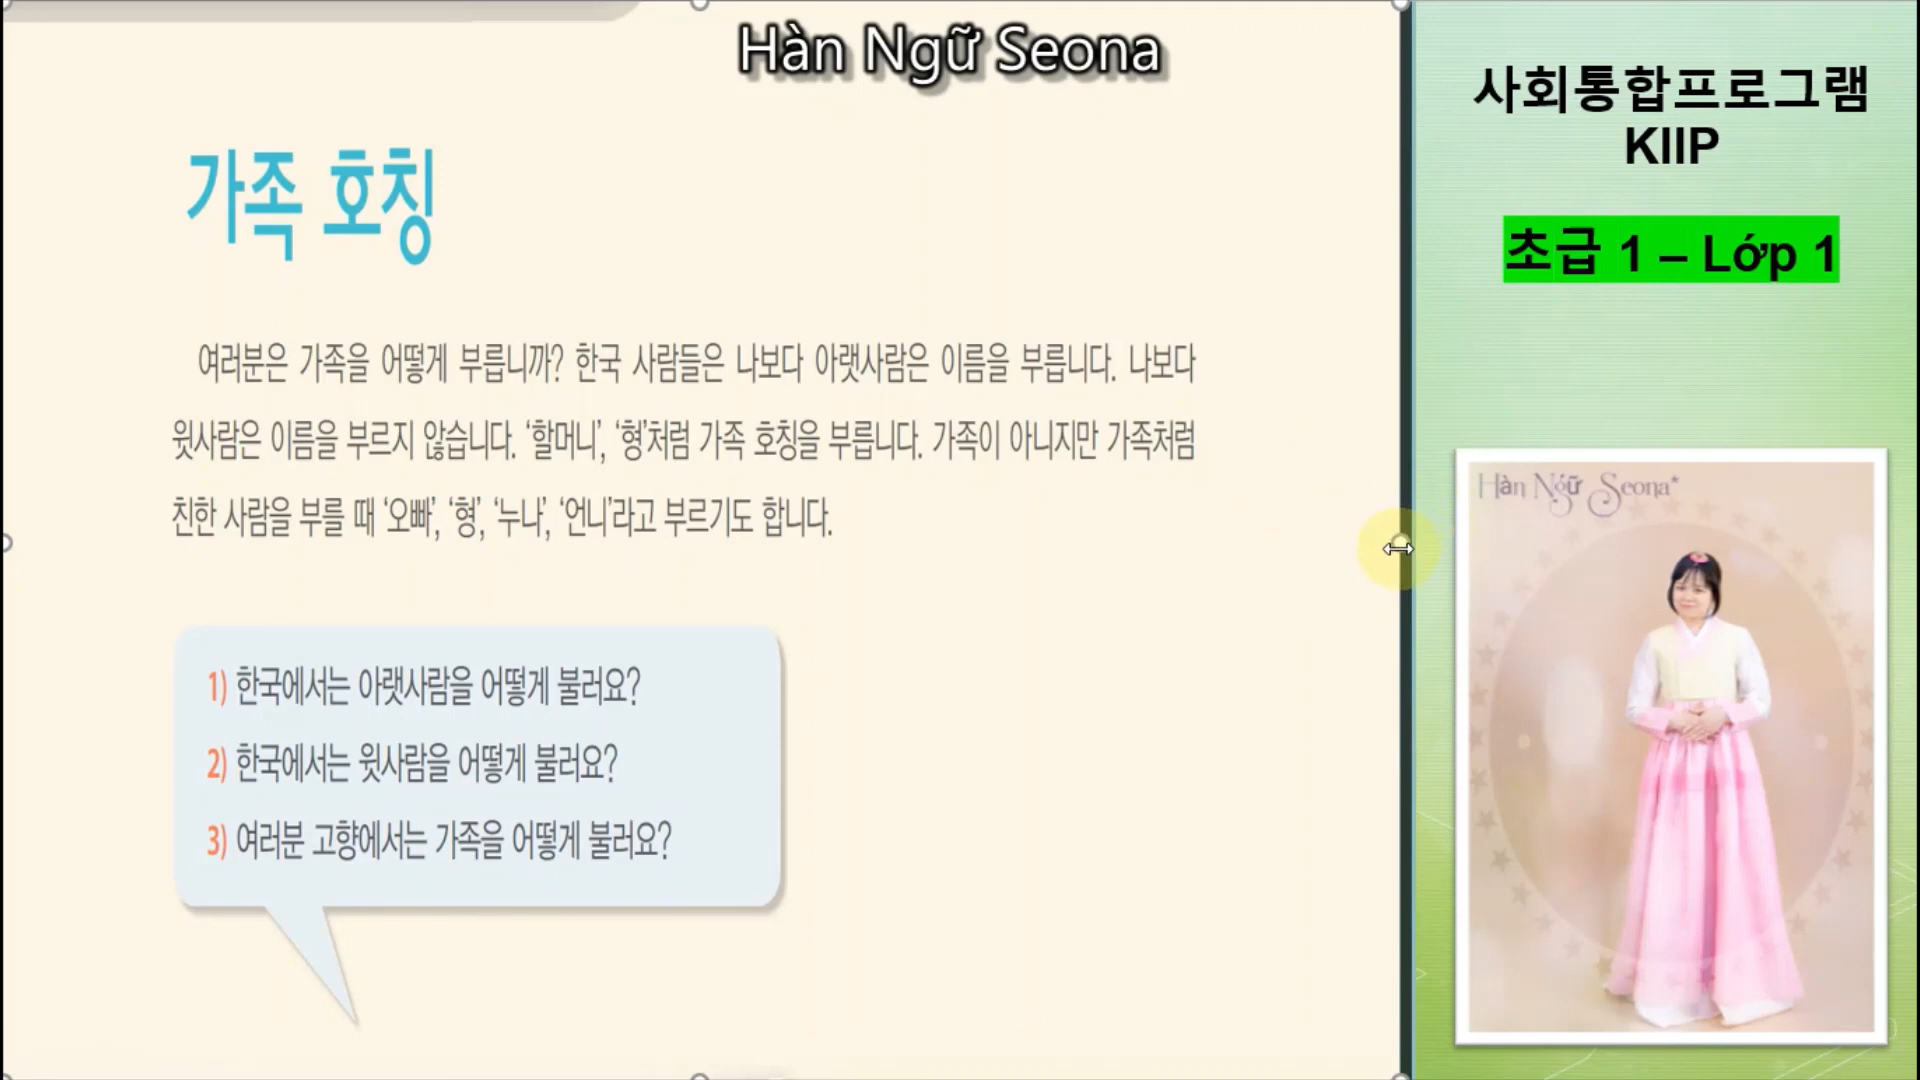 Hàn Ngữ Seona
가족 호칭
여러분은 가족을 어떻게 부릅니까? 한국 사람들은 나보다 아랫사람은 이름을 부릅니다. 나보다
윗사람은 이름을 부르지 않습니다. ‘할머니’, ‘형’처럼 가족 호칭을 부릅니다. 가족이 아니지만 가족처럼
친한 사람을 부를 때 ‘오빠’, ‘형’, ‘누나’, ‘언니’라고 부르기도 합니다.
1) 한국에서는 아랫사람을 어떻게 불러요?
2) 한국에서는 윗사람을 어떻게 불러요?
3) 여러분 고향에서는 가족을 어떻게 불러요?
사회통합프로그램
KIIP
초급 1 – Lớp 1
Hàn Ngữ Seona*